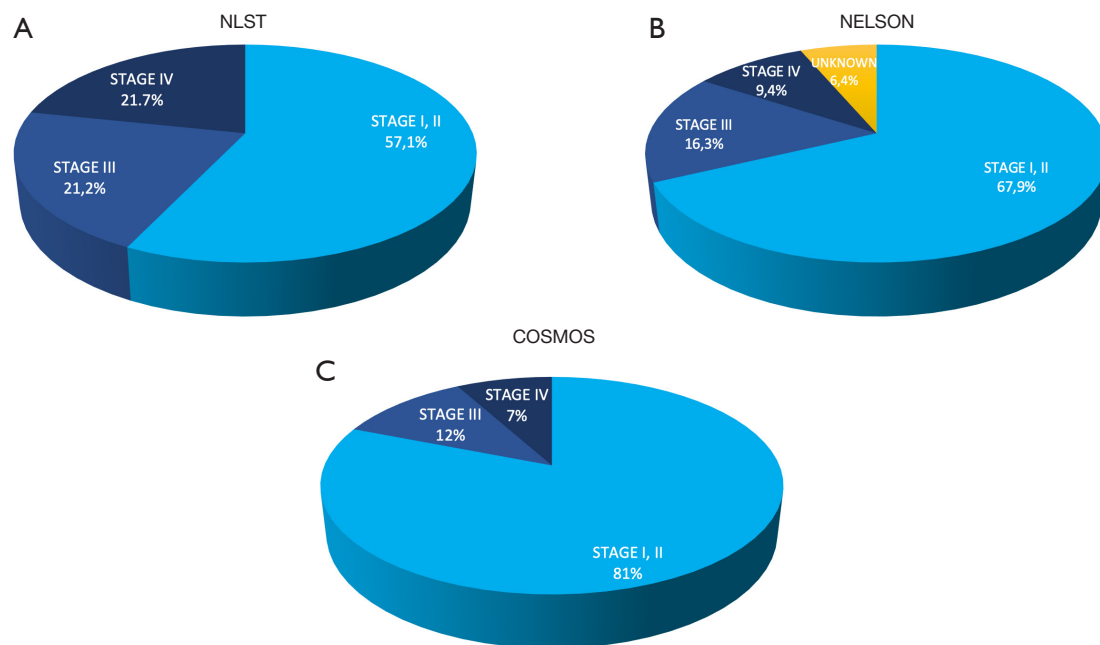 A
NLST
STAGE IV
21.7%
STAGE I, II
57,1%
STAGE III
21,2%
B
NELSON
UNKNOWN
6,4%
STAGE IV
9,4%
STAGE III
16,3%
STAGE I, II
67,9%
COSMOS
C
STAGE IV
7%
STAGE III
12%
STAGE I, II
81%